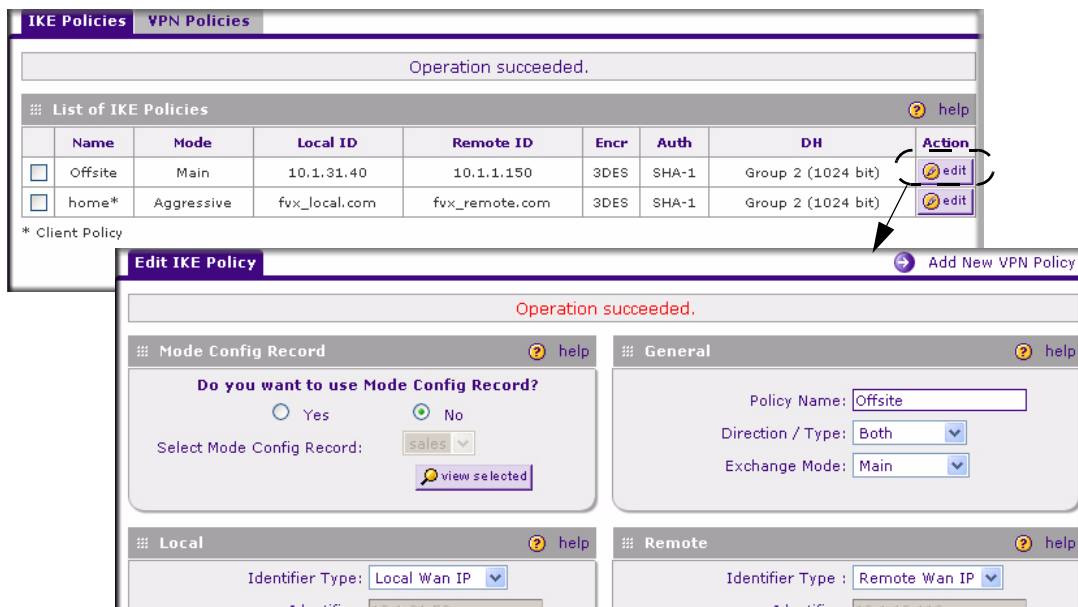 IKE Policies VPN Policies
Operation succeeded.
List of IKE Policies help
Name Mode Local ID Remote ID Encr Auth DH Action
Offsite Main 10.1.31.40 10.1.1.150 3DES SHA-1 Group 2 (1024 bit) edit
home* Aggressive fvx_local.com fvx_remote.com 3DES SHA-1 Group 2 (1024 bit) edit
* Client Policy
Edit IKE Policy Add New VPN Policy
Operation succeeded.
Mode Config Record help
Do you want to use Mode Config Record?
Yes No
Select Mode Config Record: sales
view selected
General help
Policy Name: Offsite
Direction / Type: Both
Exchange Mode: Main
Local help
Identifier Type: Local Wan IP
Remote help
Identifier Type : Remote Wan IP